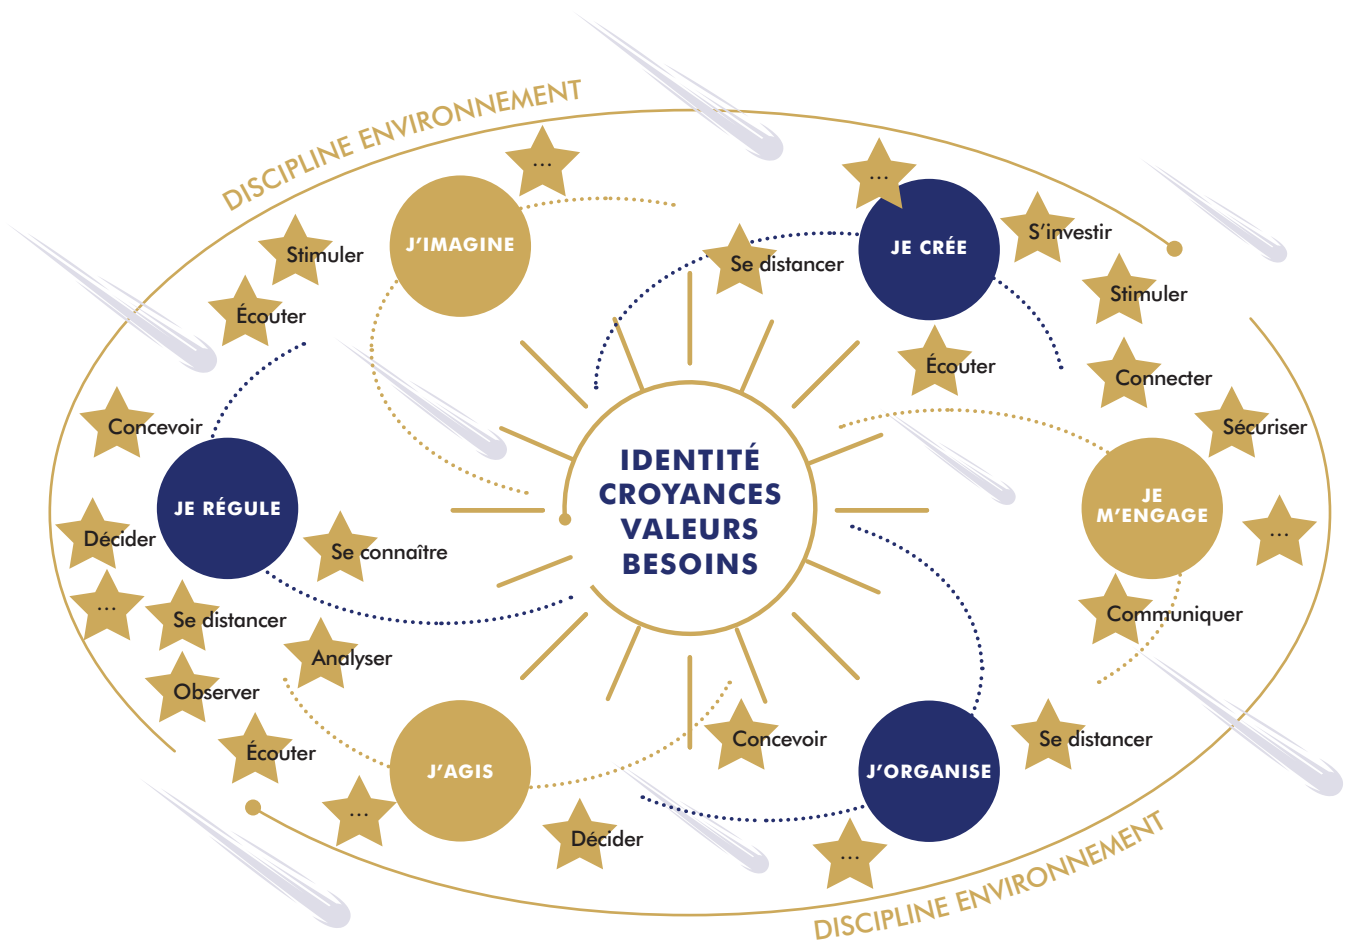 DISCIPLINE ENVIRONNEMENT
...
...
J'IMAGINE
JE CRÉE
S'investir
Stimuler
Se distancer
Stimuler
Écouter
Écouter
Connecter
Concevoir
Sécuriser
IDENTITÉ
CROYANCES
VALEURS
BESOINS
JE RÉGULE
JE
M'ENGAGE
Décider
Se connaître
...
...
Se distancer
Communiquer
Analyser
Observer
Écouter
Concevoir
Se distancer
J'AGIS
J'ORGANISE
...
Décider
...
DISCIPLINE ENVIRONNEMENT